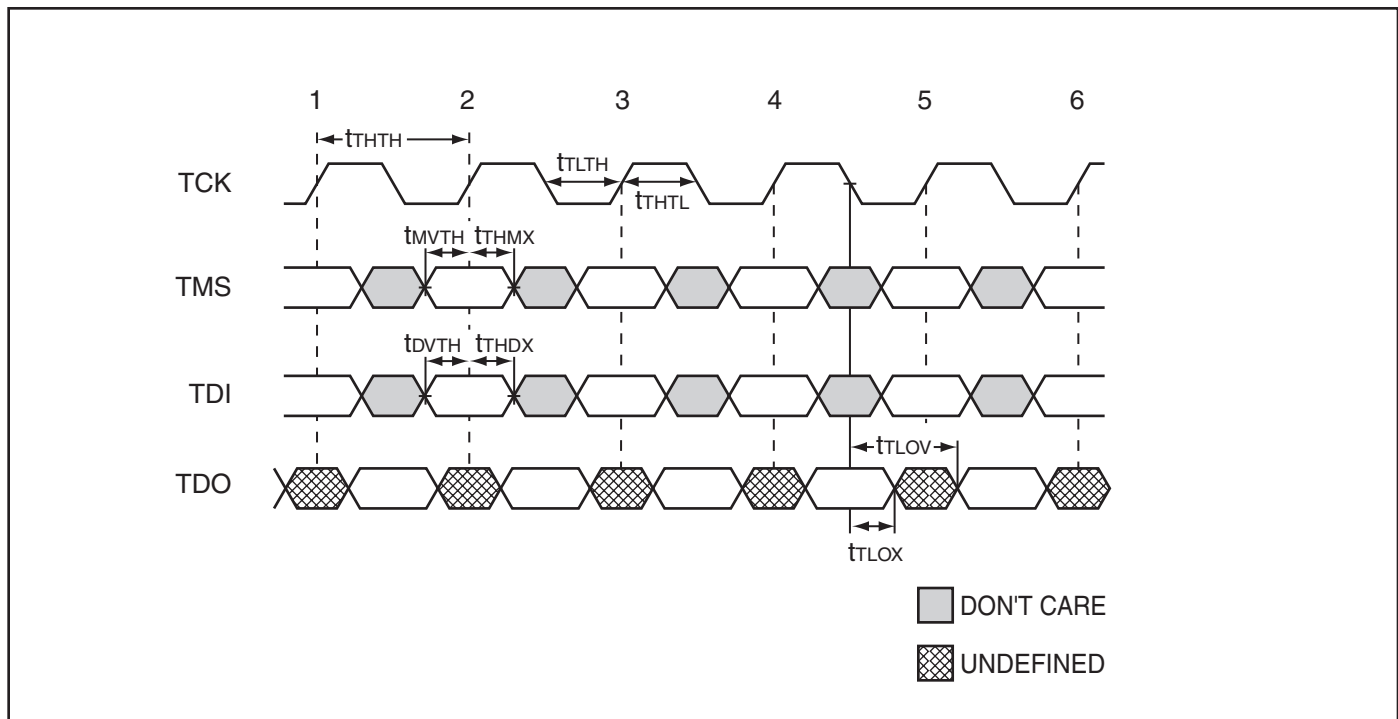 1 2 3 4 5 6
tTHTH
TCK
tTLTH
tTHTL
tMVTH tTHMX
TMS
tDVTH tTHDX
TDI
tTLOV
TDO
tTLOX
DON'T CARE
UNDEFINED